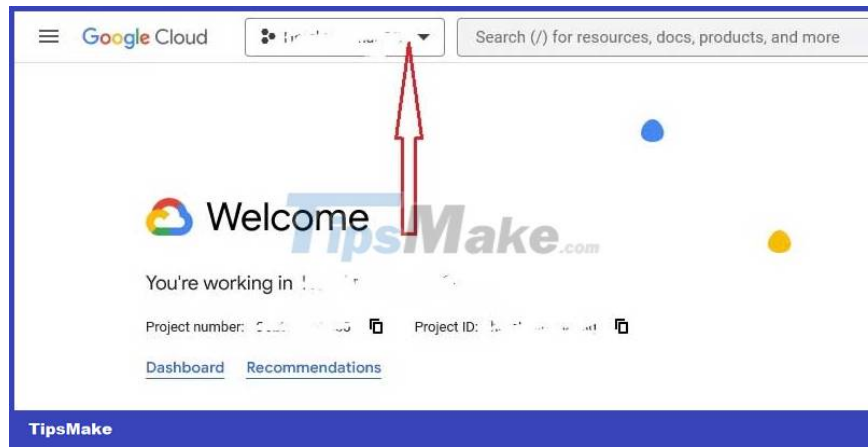 Google Cloud
Search (/) for resources, docs, products, and more
Welcome
TipsMake.com
You're working in
Project number:
Project ID:
Dashboard Recommendations
TipsMake